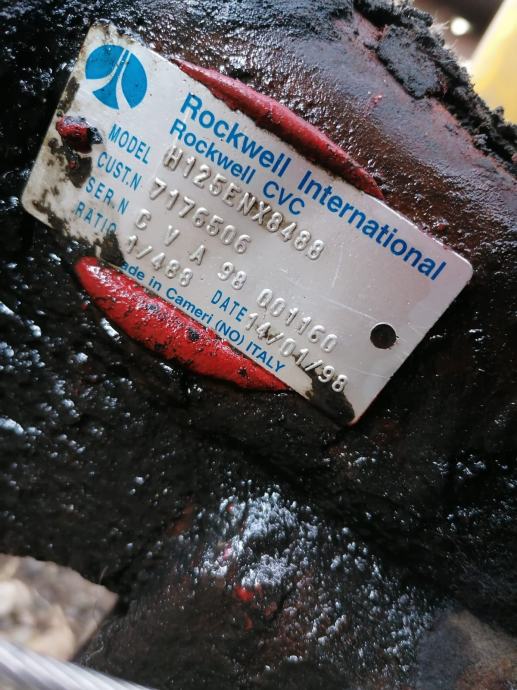 Rockwell International
Rockwell CVC
MODEL H125ENX8488
CUST.N 7176506
SER.N C V A 98 Q01160
RATIO 1/488 DATE 14/01/98
Made in Cameri (NO) ITALY